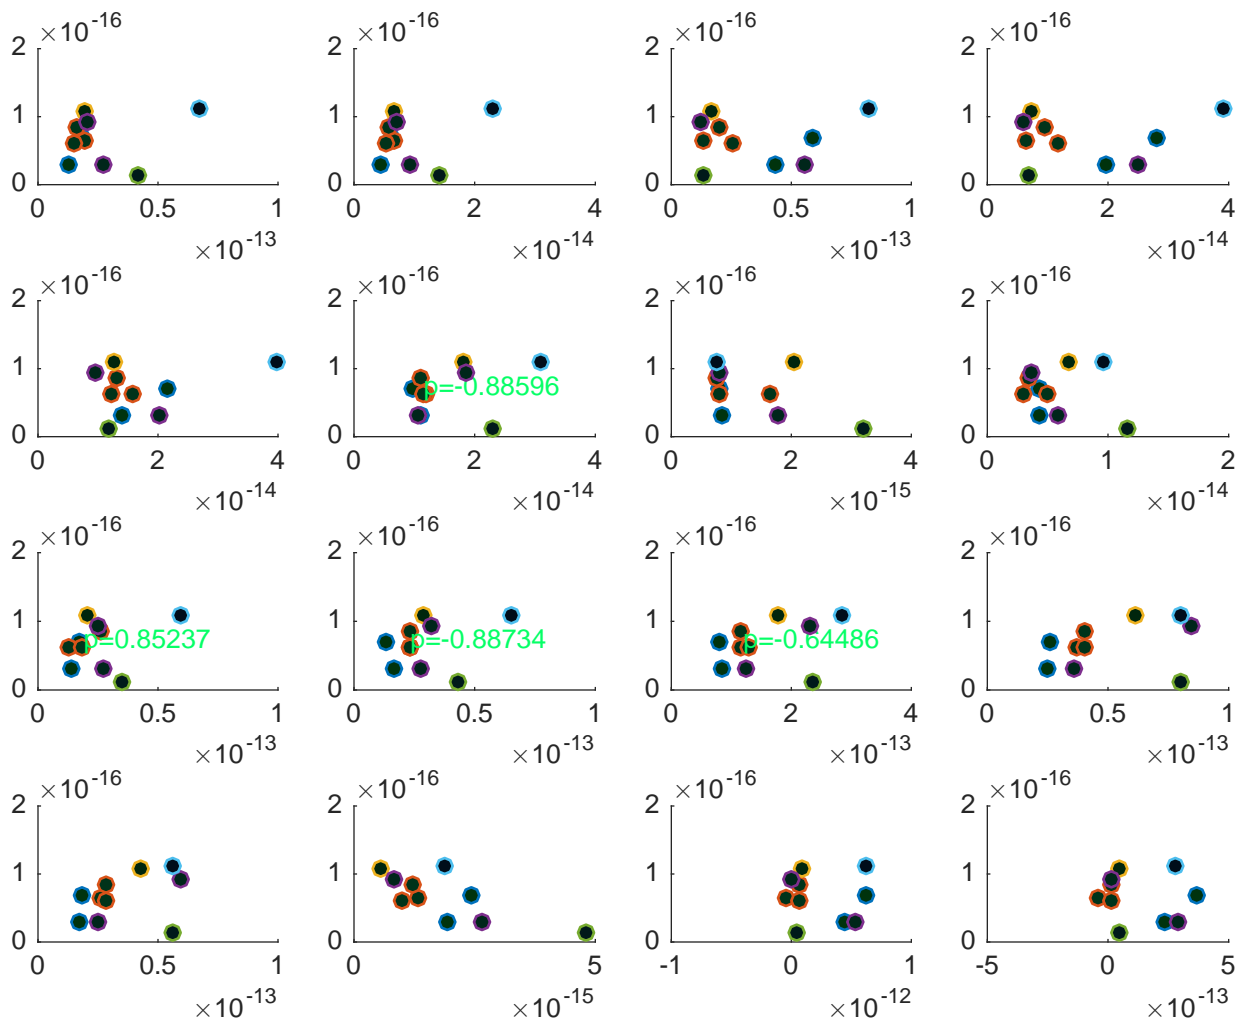 ×10-16 ×10-16 ×10-16 ×10-16
2 2 2 2
1 1 1 1
0 0 0 0
0 0.5 1 0 2 4 0 0.5 1 0 2 4
×10-13 ×10-14 ×10-13 ×10-14
×10-16 ×10-16 ×10-16 ×10-16
2 2 2 2
1 1 1 1
ρ=-0.88596
0 0 0 0
0 2 4 0 2 4 0 2 4 0 1 2
×10-14 ×10-14 ×10-15 ×10-14
×10-16 ×10-16 ×10-16 ×10-16
2 2 2 2
1 1 1 1
ρ=0.85237 ρ=-0.88734 ρ=-0.64486
0 0 0 0
0 0.5 1 0 0.5 1 0 2 4 0 0.5 1
×10-13 ×10-13 ×10-13 ×10-13
×10-16 ×10-16 ×10-16 ×10-16
2 2 2 2
1 1 1 1
0 0 0 0
0 0.5 1 0 5 -1 0 1 -5 0 5
×10-13 ×10-15 ×10-12 ×10-13